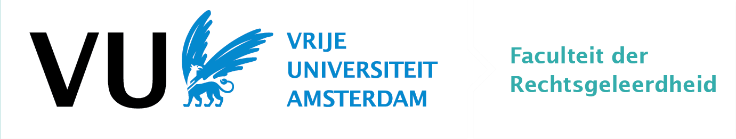 VU
VRIJE
UNIVERSITEIT
AMSTERDAM
Faculteit der
Rechtsgeleerdheid